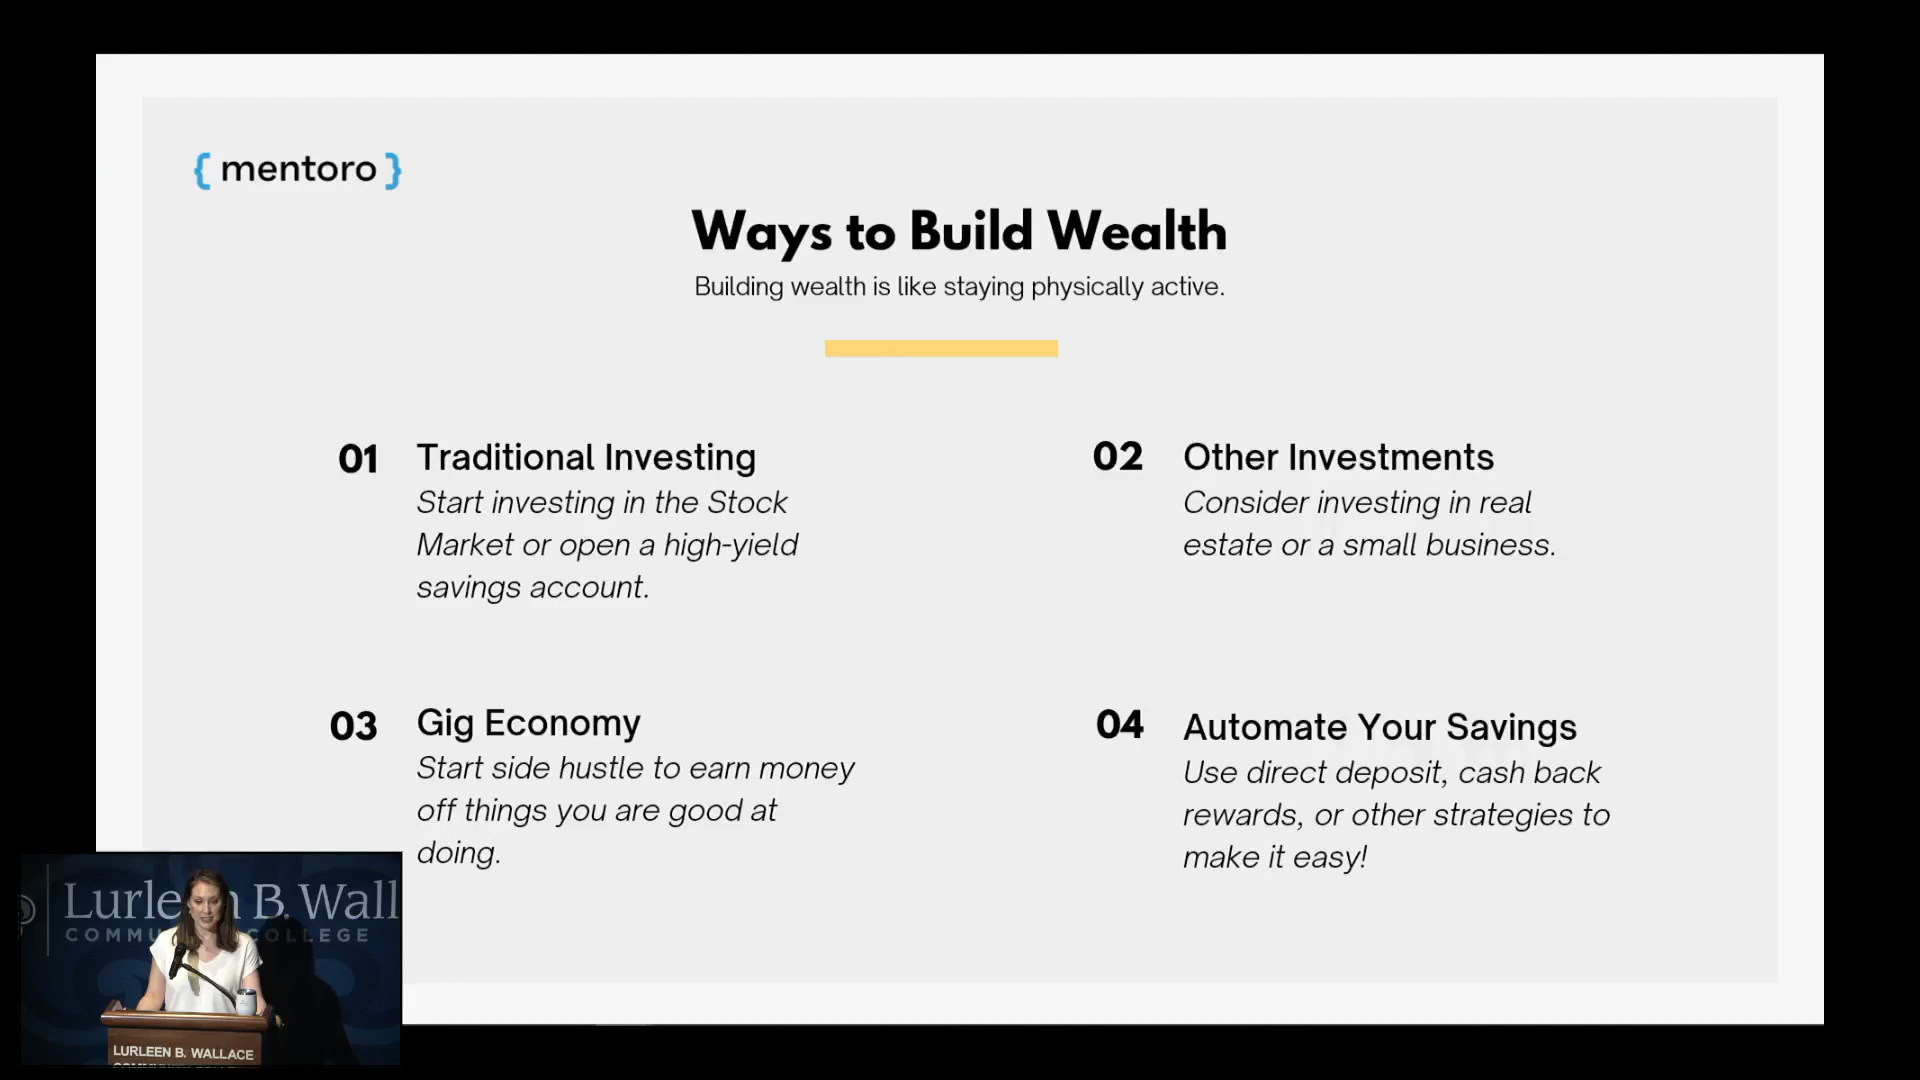 { mentoro }
Ways to Build Wealth
Building wealth is like staying physically active.
01 Traditional Investing
Start investing in the Stock
Market or open a high-yield
savings account.
02 Other Investments
Consider investing in real
estate or a small business.
03 Gig Economy
Start side hustle to earn money
off things you are good at
doing.
04 Automate Your Savings
Use direct deposit, cash back
rewards, or other strategies to
make it easy!
Lurle n B. Wall
COMMU COLLEGE
LURLEEN B. WALLACE